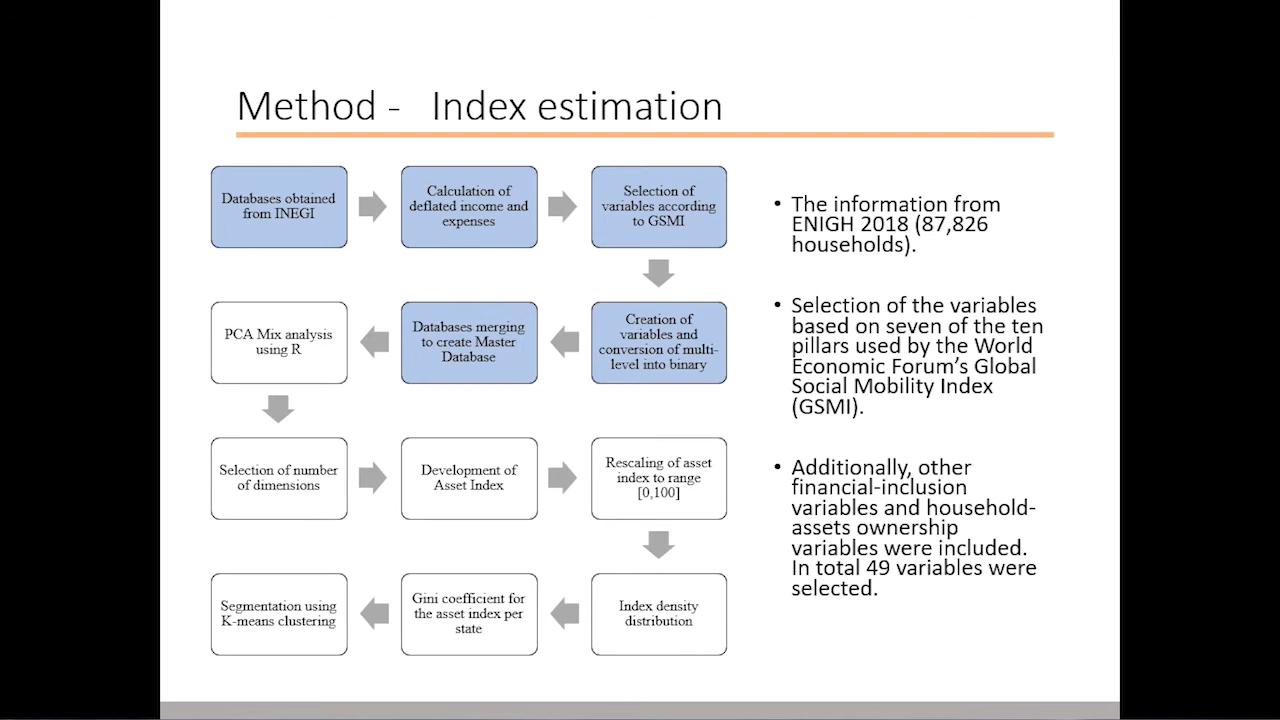 Method - Index estimation
Databases obtained
from INEGI
Calculation of
deflated income and
expenses
Selection of
variables according
to GSMI
Creation of
variables and
conversion of multi-
level into binary
Databases merging
to create Master
Database
PCA Mix analysis
using R
Selection of number
of dimensions
Development of
Asset Index
Rescaling of asset
index to range
[0,100]
Index density
distribution
Gini coefficient for
the asset index per
state
Segmentation using
K-means clustering
• The information from
ENIGH 2018 (87,826
households).
• Selection of the variables
based on seven of the ten
pillars used by the World
Economic Forum's Global
Social Mobility Index
(GSMI).
• Additionally, other
financial-inclusion
variables and household-
assets ownership
variables were included.
In total 49 variables were
selected.